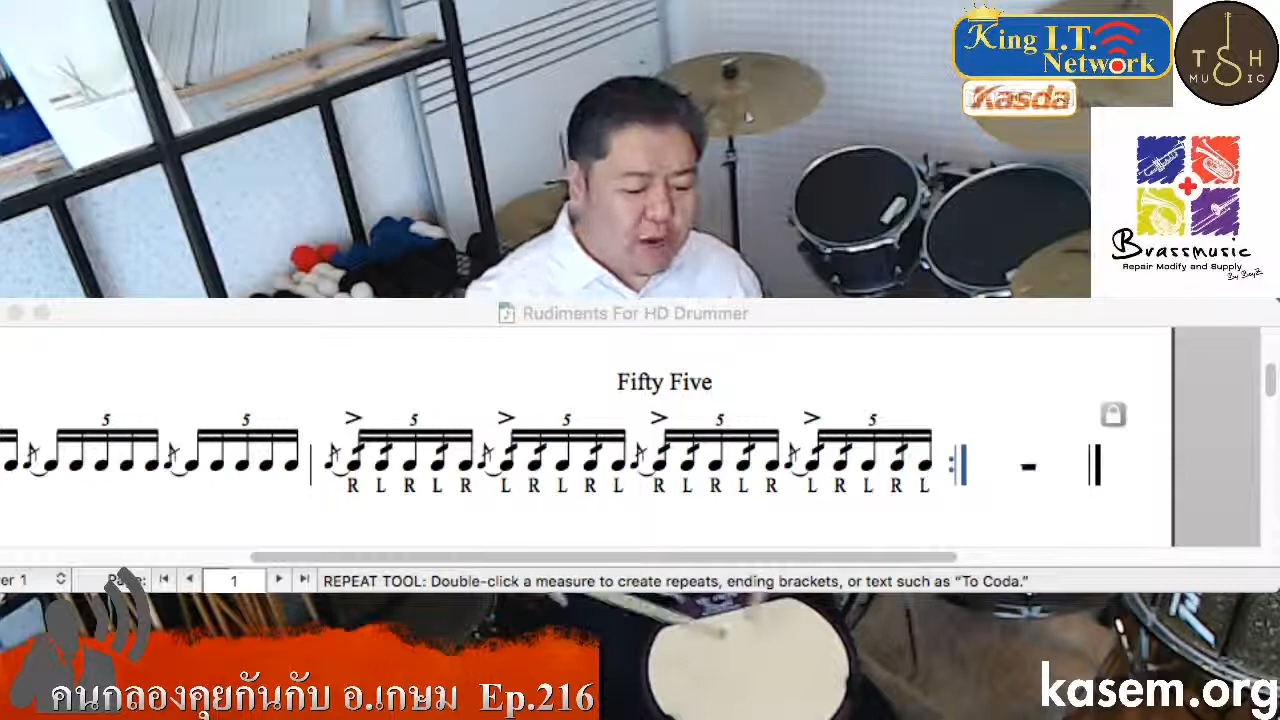 King I.T.
Network
Kasda
TSH
MUSIC
Brassmusic
Repair Modify and Supply
Rudiments For HD Drummer
Fifty Five
5 5 5 5 5 5
R L R L R L R L R L R L R L R L R L R L
1
REPEAT TOOL: Double-click a measure to create repeats, ending brackets, or text such as “To Coda.”
คนกลองคุยกันกับ อ.เกษม Ep.216
kasem.org